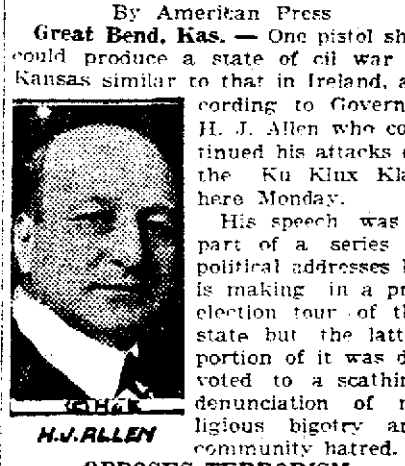 By American Press
Great Bend, Kas. — One pistol sh
could produce a state of cil war
Kansas similar to that in Ireland, a
cording to Govern
H. J. Allen who co
tinued his attacks
the Ku Klux Kla
here Monday.
His speech was
part of a series
political addresses
is making in a pr
election tour of th
state but the latt
portion of it was d
voted to a scathin
denunciation of r
ligious bigotry an
community hatred.
H.J.ALLEN
OPPOSES TERRORISM